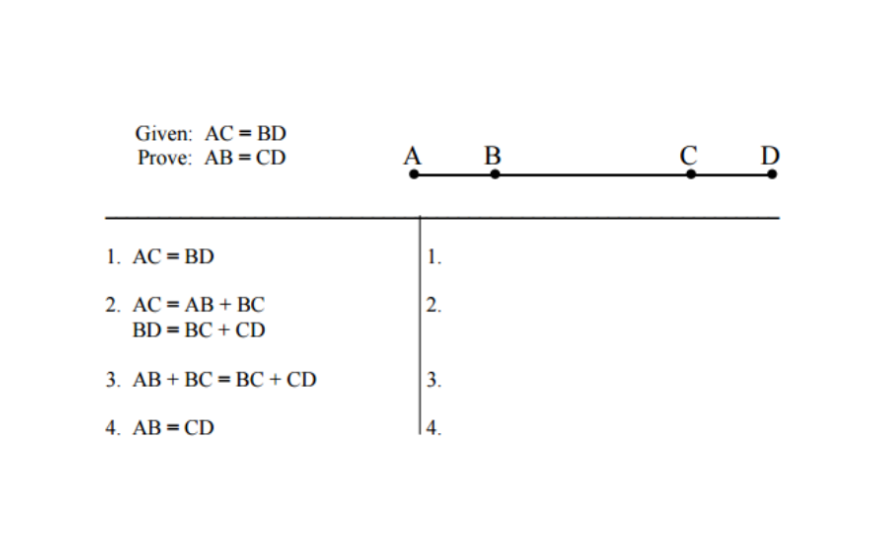 Given: AC = BD
Prove: AB = CD
A B C D
1. AC = BD 1.
2. AC = AB + BC 2.
BD = BC + CD
3. AB + BC = BC + CD 3.
4. AB = CD 4.